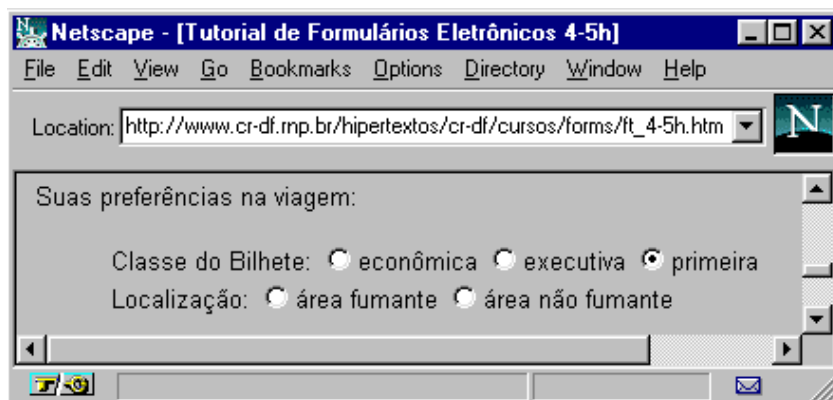 Netscape - [Tutorial de Formulários Eletrônicos 4-5h]
File Edit View Go Bookmarks Options Directory Window Help
Location: http://www.cr-df.rnp.br/hipertextos/cr-df/cursos/forms/ft_4-5h.htm N
Suas preferências na viagem:
Classe do Bilhete: econômica executiva primeira
Localização: área fumante área não fumante